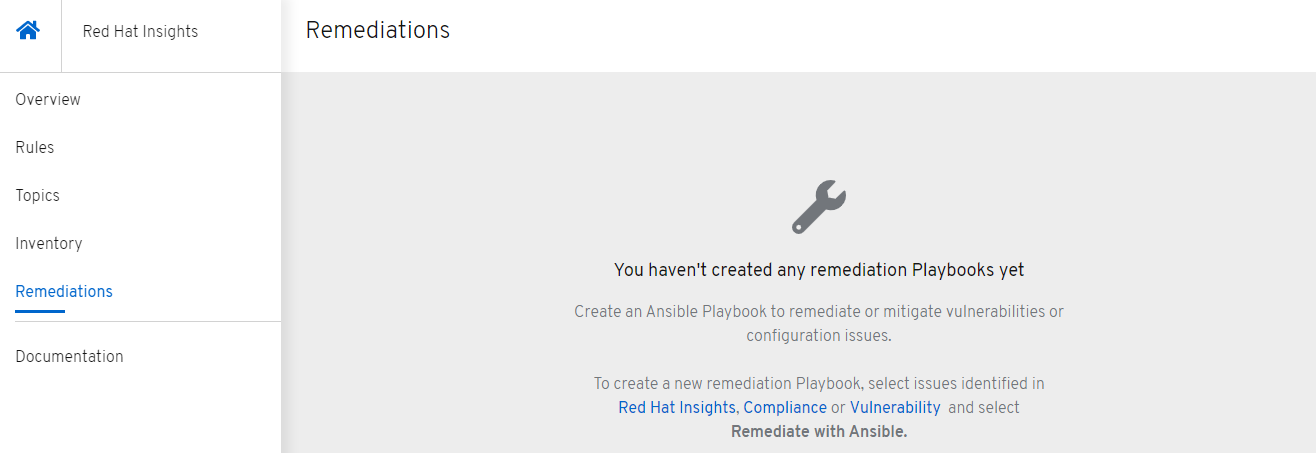 Red Hat Insights
Remediations
Overview
Rules
Topics
Inventory
Remediations
Documentation
You haven't created any remediation Playbooks yet
Create an Ansible Playbook to remediate or mitigate vulnerabilities or
configuration issues.
To create a new remediation Playbook, select issues identified in
Red Hat Insights, Compliance or Vulnerability and select
Remediate with Ansible.